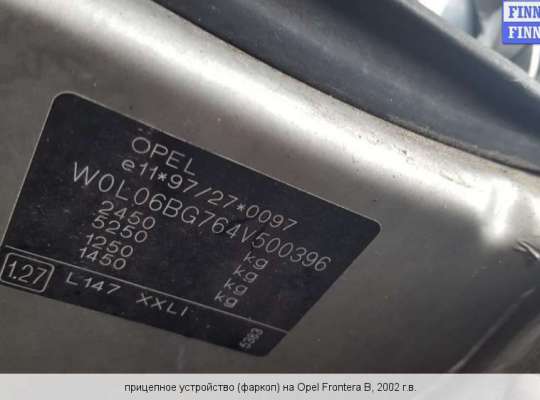 FINN
FINN
OPEL
e11*97/27*0097
W0L06BG764V500396
2450 kg
5250 kg
1250 kg
1450 kg
1.27 L147 XXLI
5363
прицепное устройство (фаркоп) на Opel Frontera B, 2002 г.в.